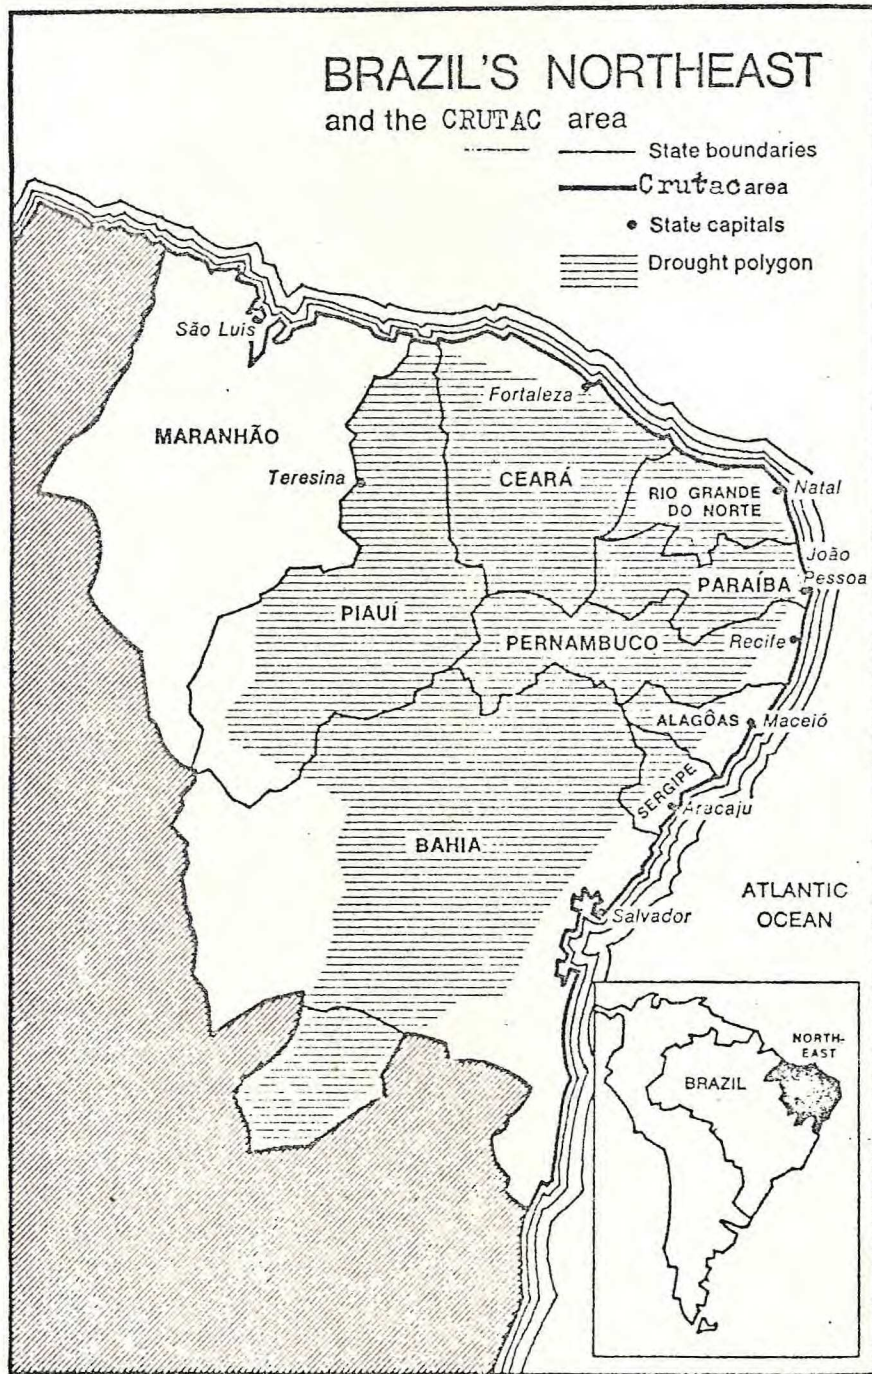 BRAZIL'S NORTHEAST
and the CRUTAC area
State boundaries
Crutac area
State capitals
Drought polygon
São Luis
Fortaleza
MARANHÃO
Teresina
CEARÁ
RIO GRANDE
DO NORTE
Natal
João
Pessoa
PARAÍBA
PIAUÍ
PERNAMBUCO
Recife
ALAGÔAS
Maceió
SERGIPE
Aracaju
BAHIA
ATLANTIC
OCEAN
Salvador
NORTH-
EAST
BRAZIL